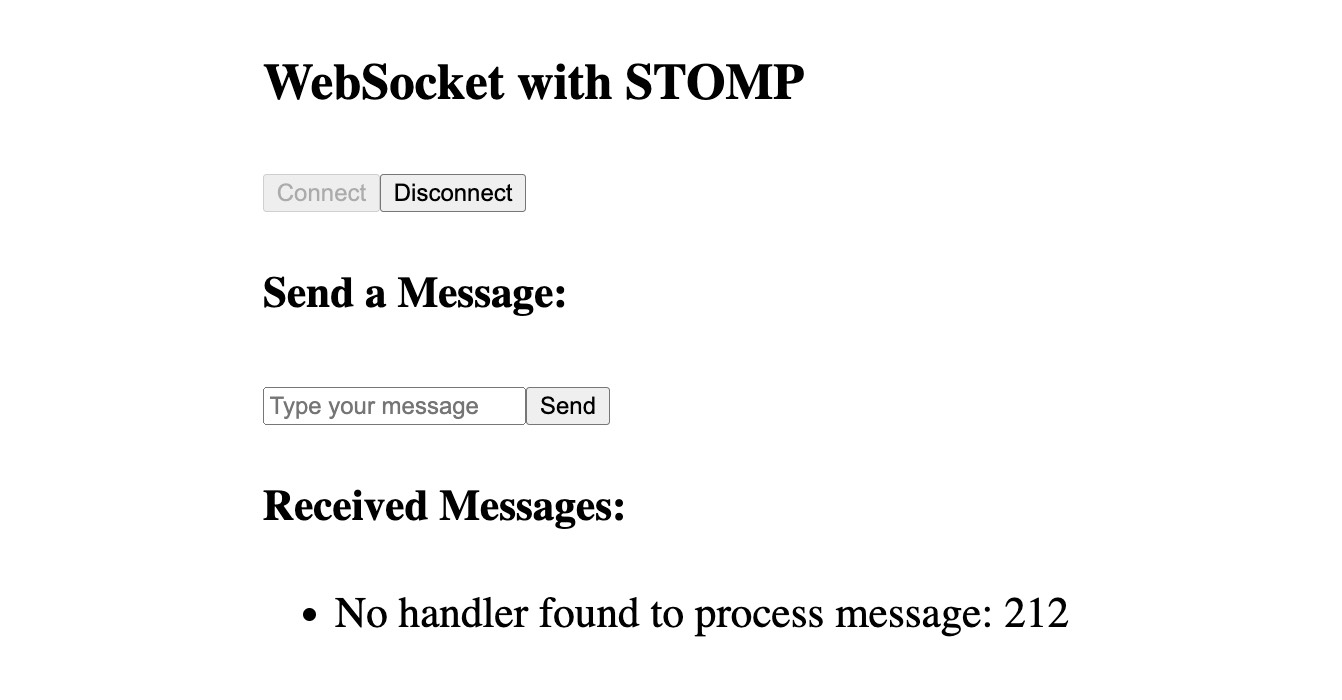 WebSocket with STOMP
Connect Disconnect
Send a Message:
Type your message Send
Received Messages:
• No handler found to process message: 212